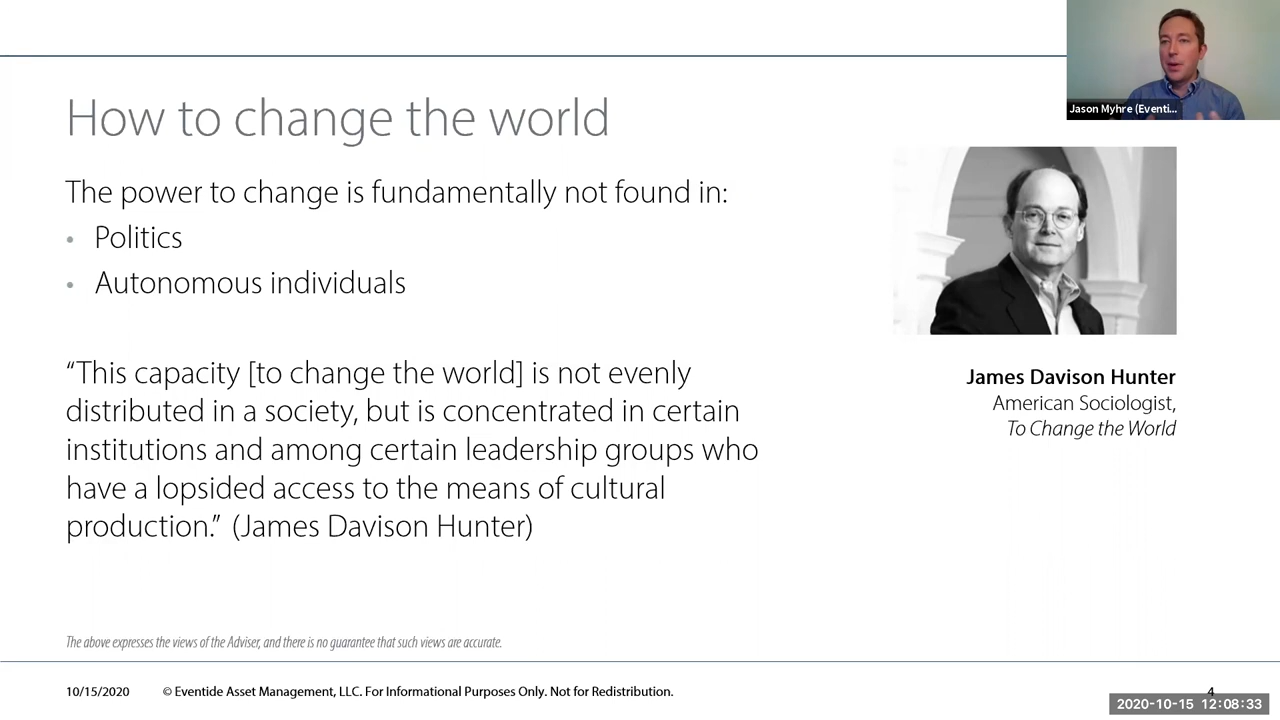 How to change the world
The power to change is fundamentally not found in:
• Politics
• Autonomous individuals
“This capacity [to change the world] is not evenly
distributed in a society, but is concentrated in certain
institutions and among certain leadership groups who
have a lopsided access to the means of cultural
production.” (James Davison Hunter)
Jason Myhre (Eventi...
James Davison Hunter
American Sociologist,
To Change the World
The above expresses the views of the Adviser, and there is no guarantee that such views are accurate.
10/15/2020 © Eventide Asset Management, LLC. For Informational Purposes Only. Not for Redistribution. 4
2020-10-15 12:08:33